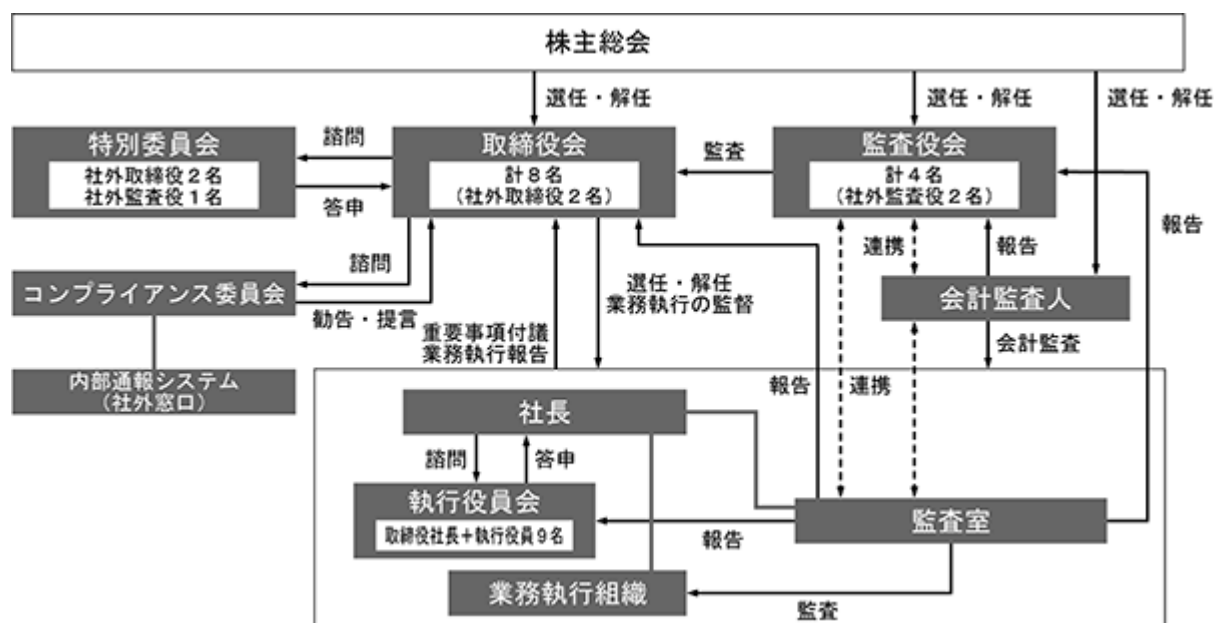 株主総会
選任・解任
選任・解任
選任・解任
特別委員会
社外取締役2名
社外監査役1名
諮問
答申
取締役会
計8名
(社外取締役2名)
監査
監査役会
計4名
(社外監査役2名)
報告
連携
報告
諮問
コンプライアンス委員会
勧告・提言
選任・解任
業務執行の監督
会計監査人
重要事項付議
業務執行報告
会計監査
内部通報システム
(社外窓口)
報告
連携
社長
諮問
答申
執行役員会
取締役社長+執行役員9名
報告
監査室
業務執行組織
監査